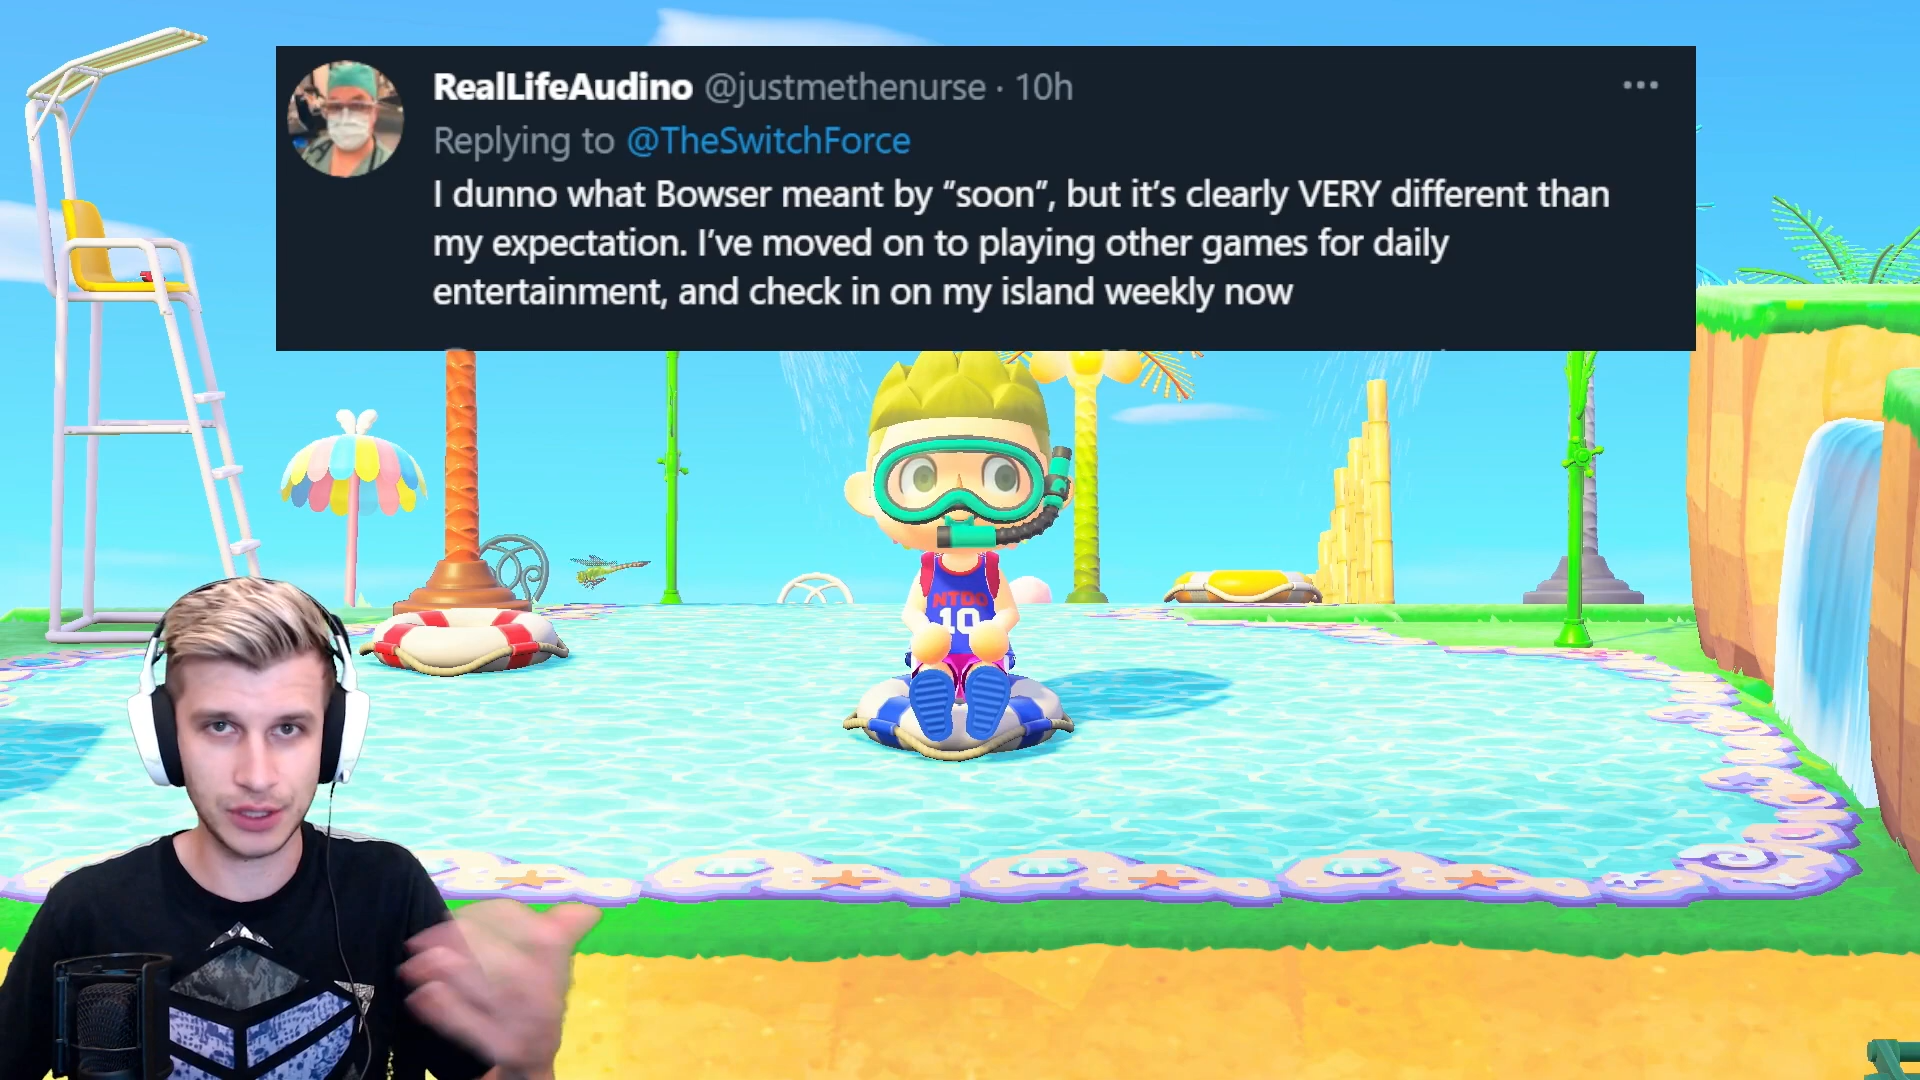 RealLifeAudino @justmethenurse · 10h
Replying to @TheSwitchForce
I dunno what Bowser meant by “soon”, but it’s clearly VERY different than
my expectation. I’ve moved on to playing other games for daily
entertainment, and check in on my island weekly now
NTDO
10